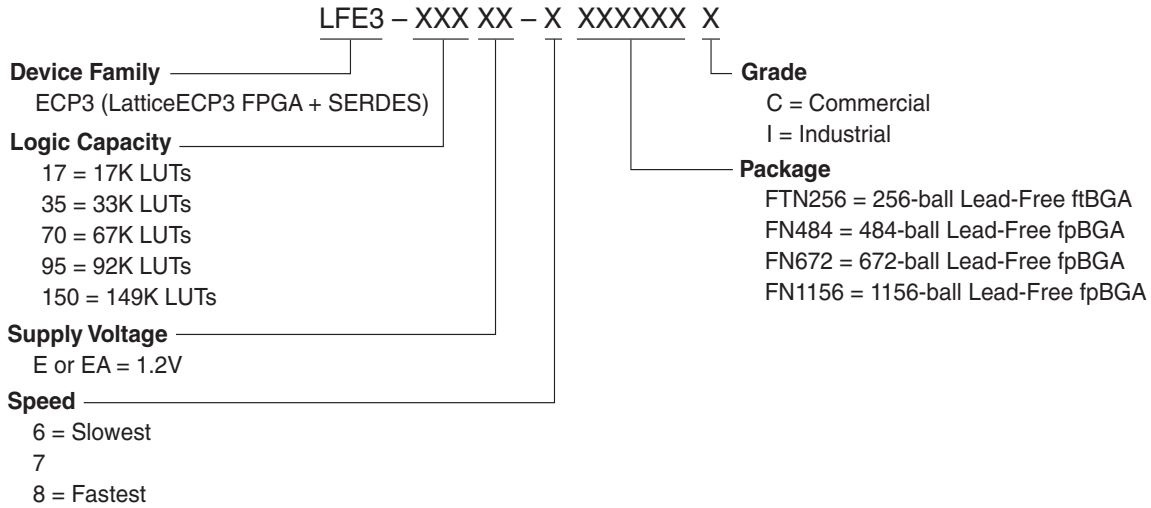 LFE3 – XXX XX – X XXXXXX X
Device Family
ECP3 (LatticeECP3 FPGA + SERDES)
Logic Capacity
17 = 17K LUTs
35 = 33K LUTs
70 = 67K LUTs
95 = 92K LUTs
150 = 149K LUTs
Supply Voltage
E or EA = 1.2V
Speed
6 = Slowest
7
8 = Fastest
Grade
C = Commercial
I = Industrial
Package
FTN256 = 256-ball Lead-Free ftBGA
FN484 = 484-ball Lead-Free fpBGA
FN672 = 672-ball Lead-Free fpBGA
FN1156 = 1156-ball Lead-Free fpBGA